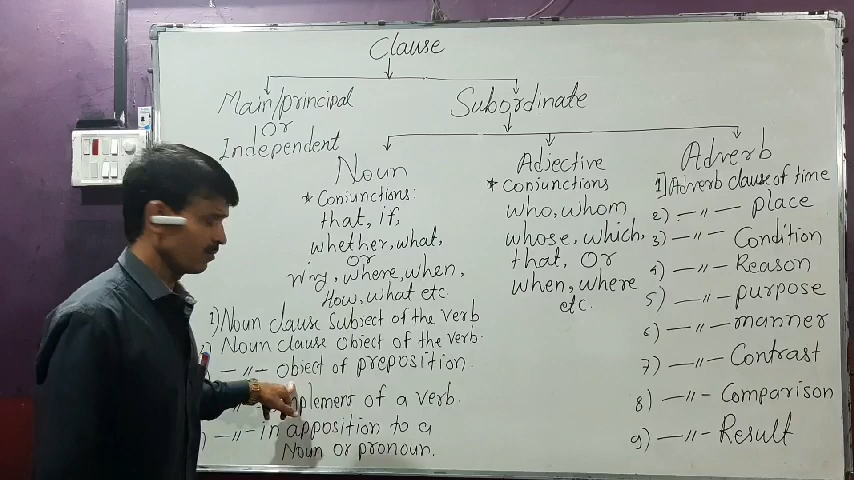 Clause
Main/principal
Or
Independent
Subordinate
Noun
* Conjunctions:
that, if,
whether, what,
Or
why, where, when,
How, what etc
1) Noun clause Subject of the verb
2) Noun clause Object of the verb.
-〃- Object of preposition.
of a verb.
) -〃- in apposition to a
Noun or pronoun.
Adjective
* Conjunctions
who, whom
whose, which,
that, Or
when, where
etc.
Adverb
1] Adverb clause of time
2) -〃- place
3) -〃- Condition
4) -〃- Reason
5) -〃- purpose
6) -〃- manner
7) -〃- Contrast
8) -〃- Comparison
9) -〃- Result